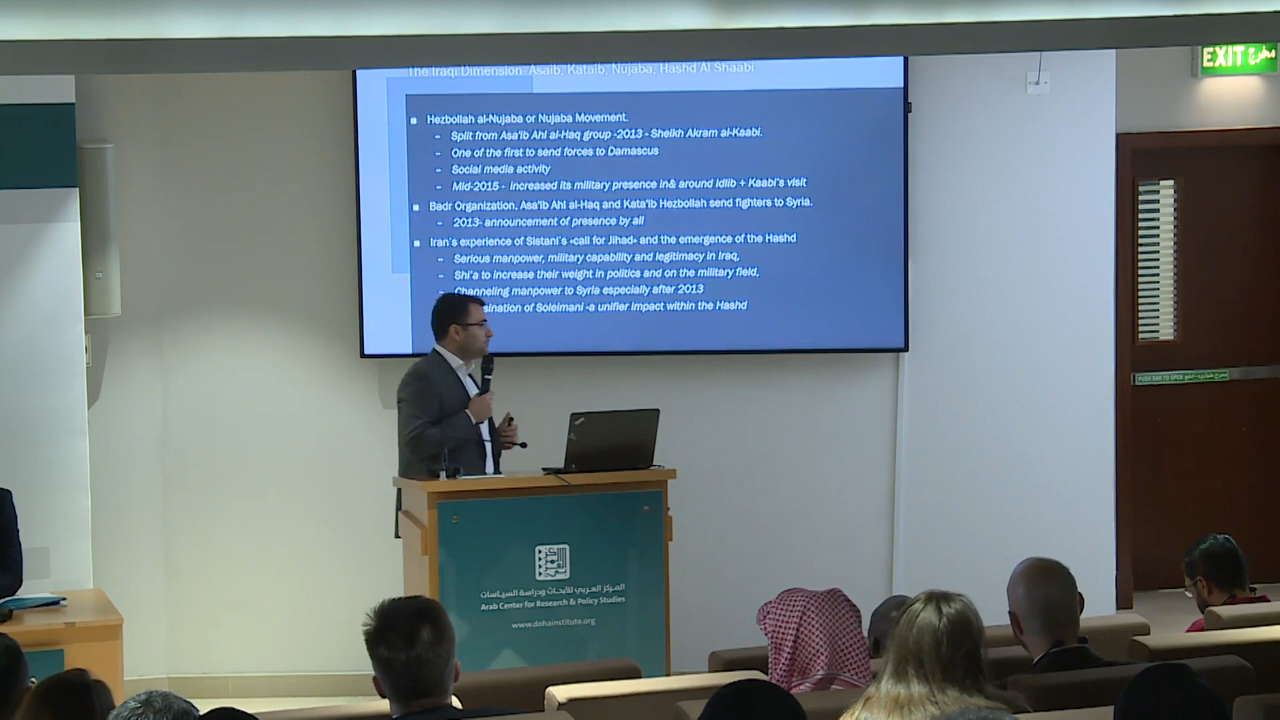 The Iraqi Dimension: Asaib, Kataib, Nujaba, Hashd Al Shaabi
Hezbollah al-Nujaba or Nujaba Movement.
- Split from Asa'ib Ahl al-Haq group -2013 - Sheikh Akram al-Kaabi.
- One of the first to send forces to Damascus
- Social media activity
- Mid-2015 - increased its military presence in& around Idlib + Kaabi's visit
Badr Organization, Asa'ib Ahl al-Haq and Kata'ib Hezbollah send fighters to Syria.
- 2013- announcement of presence by all
Iran's experience of Sistani's «call for Jihad» and the emergence of the Hashd
- Serious manpower, military capability and legitimacy in Iraq,
- Shi'a to increase their weight in politics and on the military field,
- Channeling manpower to Syria especially after 2013
of Soleimani -a unifier impact within the Hashd
EXIT مخرج
PUSH BAR TO OPEN
المركز العربي للأبحاث ودراسة السياسات
Arab Center for Research & Policy Studies
www.dohainstitute.org